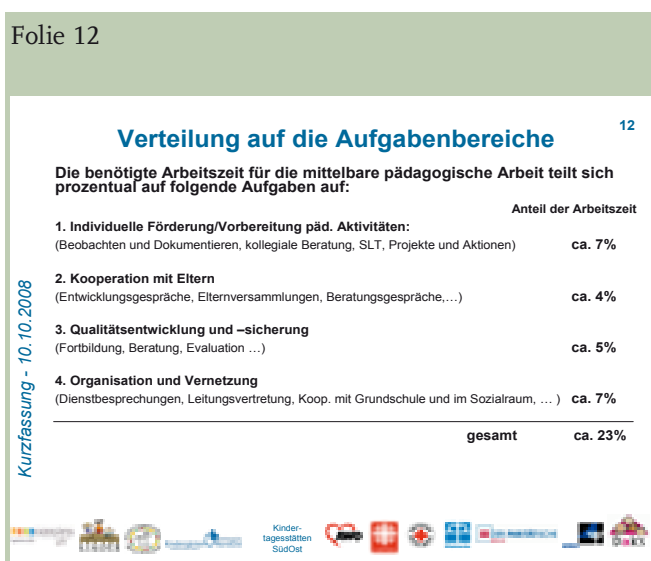 Folie 12
12
Verteilung auf die Aufgabenbereiche
Die benötigte Arbeitszeit für die mittelbare pädagogische Arbeit teilt sich
prozentual auf folgende Aufgaben auf:
Anteil der Arbeitszeit
1. Individuelle Förderung/Vorbereitung päd. Aktivitäten:
(Beobachten und Dokumentieren, kollegiale Beratung, SLT, Projekte und Aktionen) ca. 7%
2. Kooperation mit Eltern
(Entwicklungsgespräche, Elternversammlungen, Beratungsgespräche,…) ca. 4%
3. Qualitätsentwicklung und –sicherung
(Fortbildung, Beratung, Evaluation …) ca. 5%
4. Organisation und Vernetzung
(Dienstbesprechungen, Leitungsvertretung, Koop. mit Grundschule und im Sozialraum, … ) ca. 7%
gesamt ca. 23%
Kurzfassung - 10.10.2008
Kinder-
tagesstätten
SüdOst